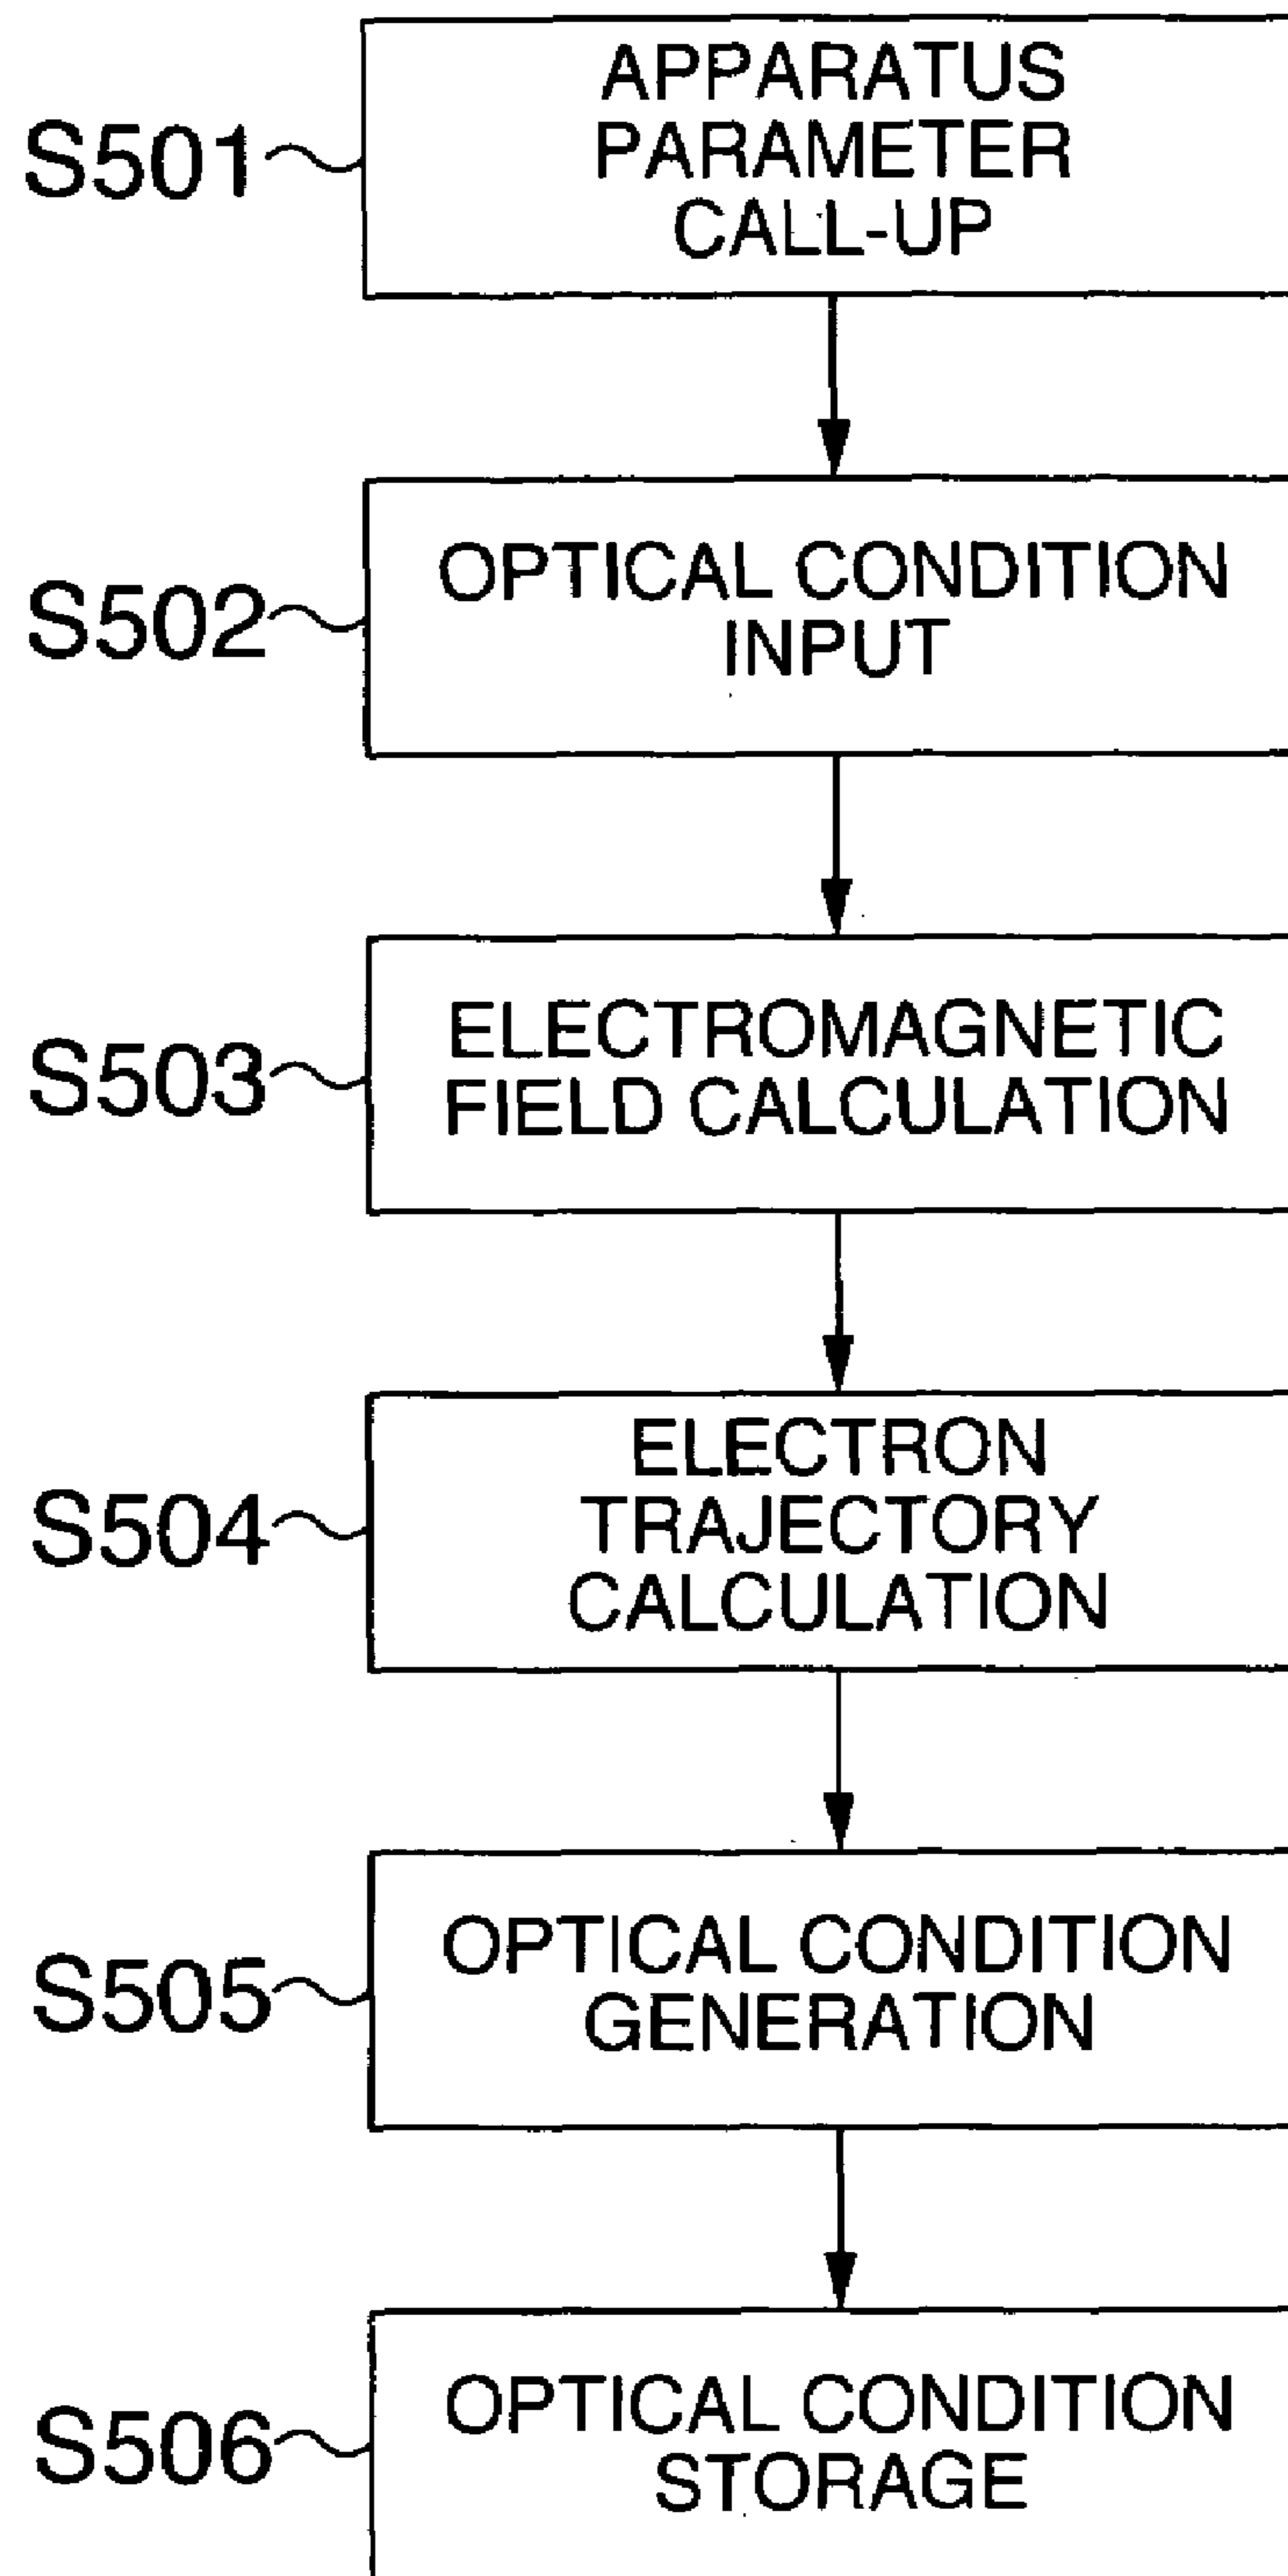 S501
APPARATUS
PARAMETER
CALL-UP
S502
OPTICAL CONDITION
INPUT
S503
ELECTROMAGNETIC
FIELD CALCULATION
S504
ELECTRON
TRAJECTORY
CALCULATION
S505
OPTICAL CONDITION
GENERATION
S506
OPTICAL CONDITION
STORAGE